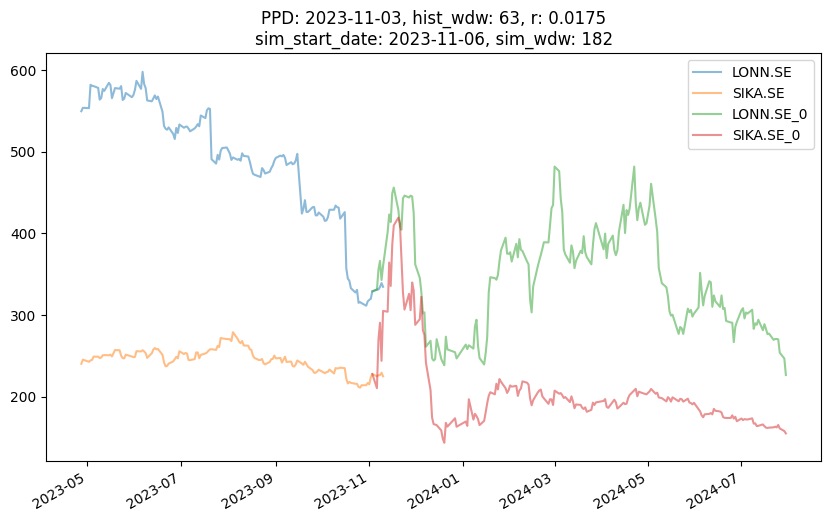 PPD: 2023-11-03, hist_wdw: 63, r: 0.0175
sim_start_date: 2023-11-06, sim_wdw: 182
LONN.SE
SIKA.SE
LONN.SE_0
SIKA.SE_0
600
500
400
300
200
2023-05
2023-07
2023-09
2023-11
2024-01
2024-03
2024-05
2024-07